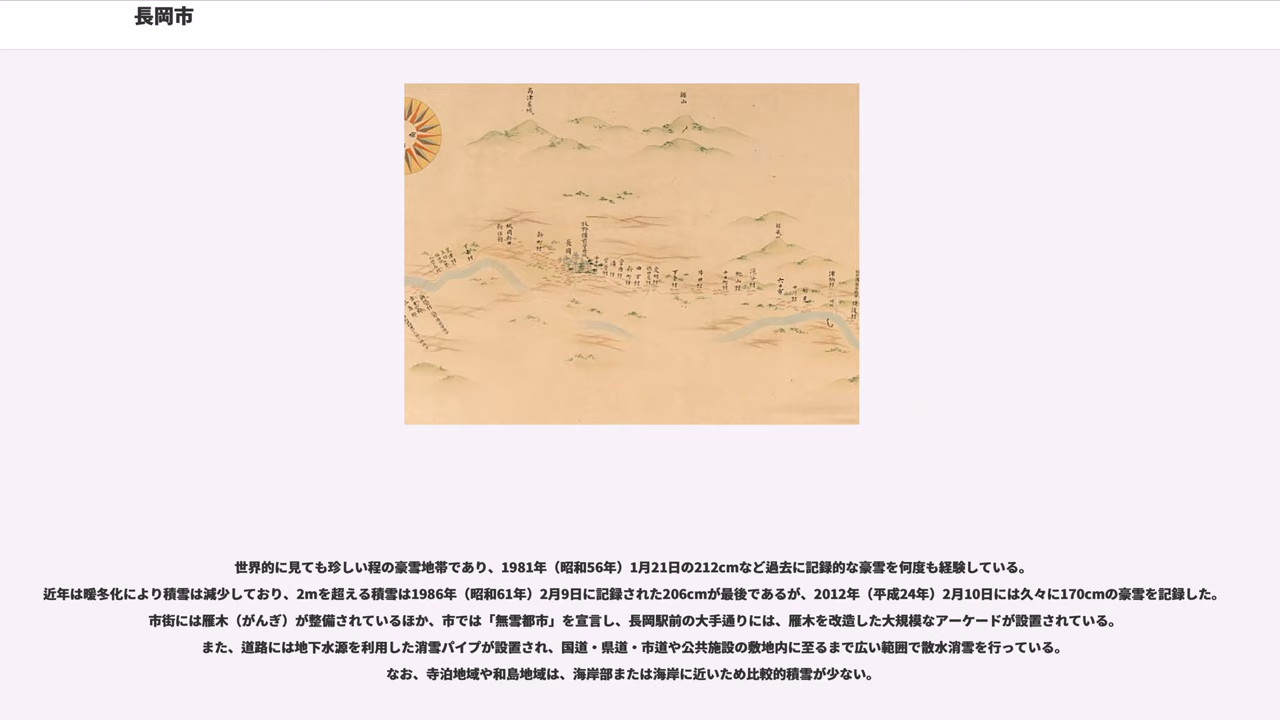 長岡市
高津至城
鋸山
長岡
世界的に見ても珍しい程の豪雪地帯であり、1981年（昭和56年）1月21日の212cmなど過去に記録的な豪雪を何度も経験している。
近年は暖冬化により積雪は減少しており、2mを超える積雪は1986年（昭和61年）2月9日に記録された206cmが最後であるが、2012年（平成24年）2月10日には久々に170cmの豪雪を記録した。
市街には雁木（がんぎ）が整備されているほか、市では「無雪都市」を宣言し、長岡駅前の大手通りには、雁木を改造した大規模なアーケードが設置されている。
また、道路には地下水源を利用した消雪パイプが設置され、国道・県道・市道や公共施設の敷地内に至るまで広い範囲で散水消雪を行っている。
なお、寺泊地域や和島地域は、海岸部または海岸に近いため比較的積雪が少ない。